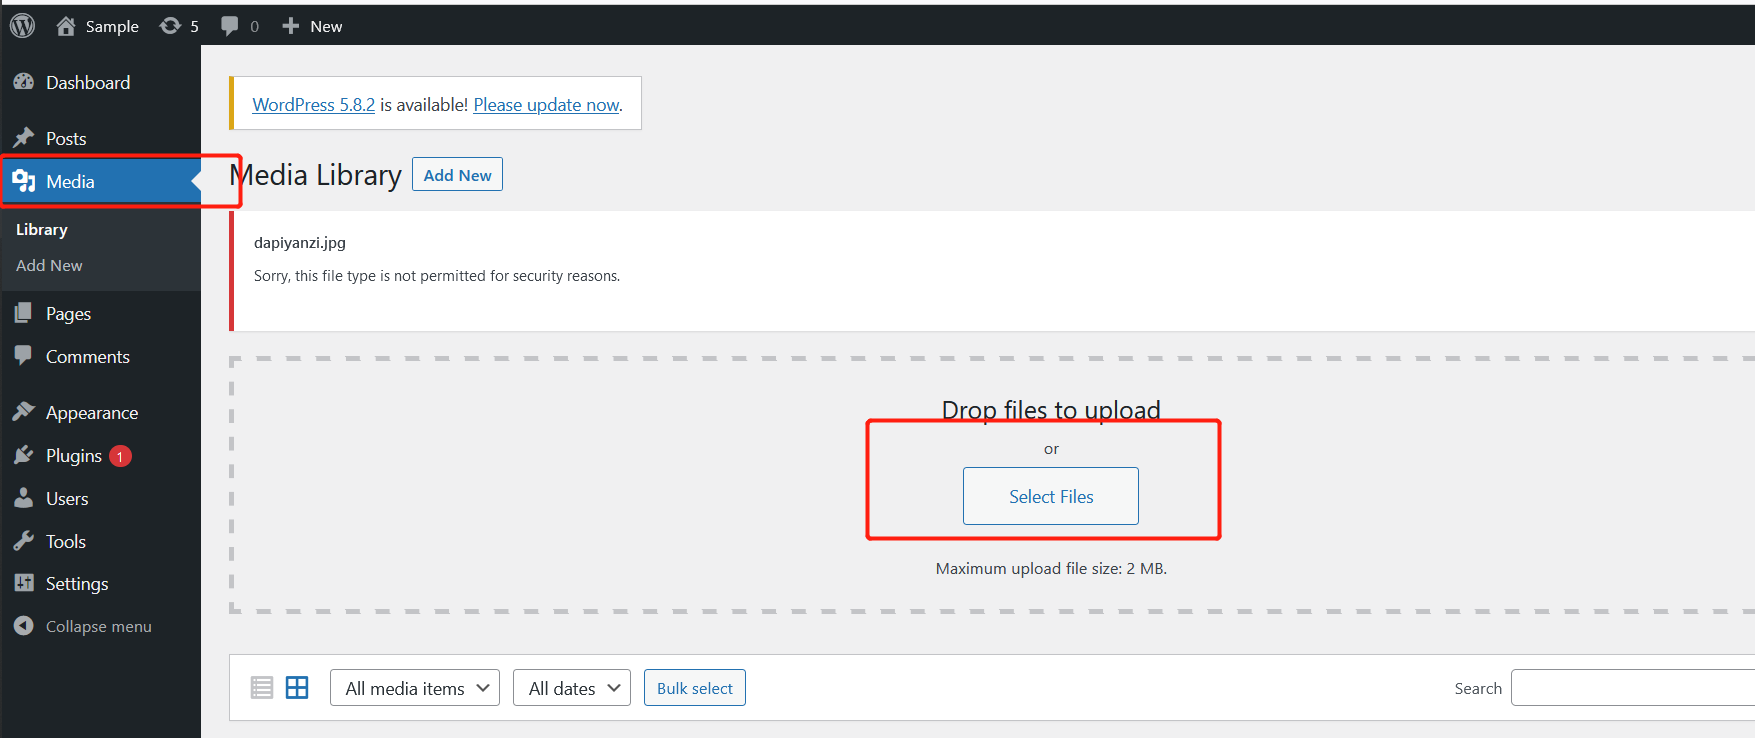 Sample 5 0 New
Dashboard
Posts
Media
Library
Add New
Pages
Comments
Appearance
Plugins 1
Users
Tools
Settings
Collapse menu
WordPress 5.8.2 is available! Please update now.
Media Library Add New
dapiyanzi.jpg
Sorry, this file type is not permitted for security reasons.
Drop files to upload
or
Select Files
Maximum upload file size: 2 MB.
All media items All dates Bulk select Search